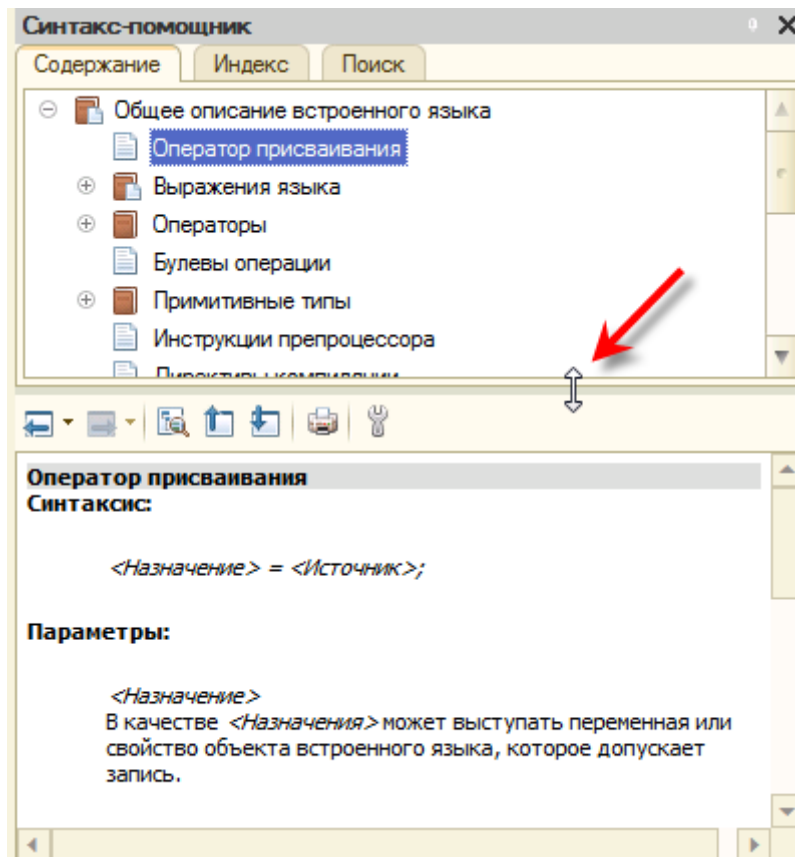 Синтакс-помощник
Содержание Индекс Поиск
Общее описание встроенного языка
Оператор присваивания
Выражения языка
Операторы
Булевы операции
Примитивные типы
Инструкции препроцессора
Директивы компиляции
Оператор присваивания
Синтаксис:
<Назначение> = <Источник>;
Параметры:
<Назначение>
В качестве <Назначения> может выступать переменная или
свойство объекта встроенного языка, которое допускает
запись.